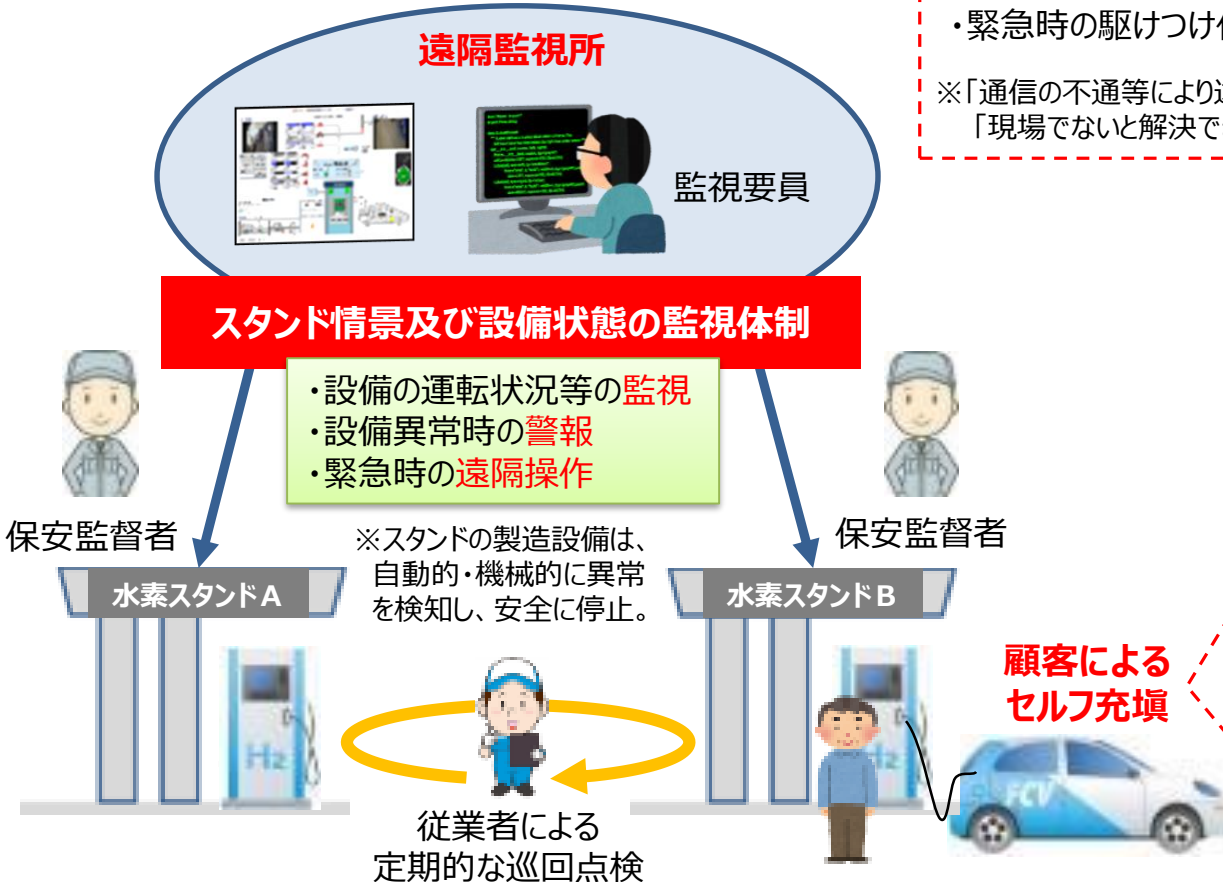 ・緊急時の駆けつけ
※「通信の不通等により
「現場でないと解決で
遠隔監視所
監視要員
スタンド情景及び設備状態の監視体制
・設備の運転状況等の監視
・設備異常時の警報
・緊急時の遠隔操作
保安監督者
保安監督者
※スタンドの製造設備は、
自動的・機械的に異常
を検知し、安全に停止。
水素スタンドA
水素スタンドB
H2
H2
顧客による
セルフ充塡
FCV
従業者による
定期的な巡回点検